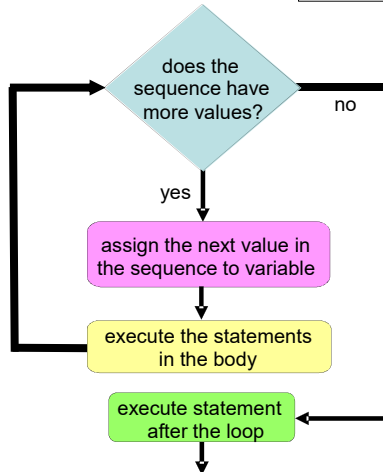 does the
sequence have
more values?
no
yes
assign the next value in
the sequence to variable
execute the statements
in the body
execute statement
after the loop